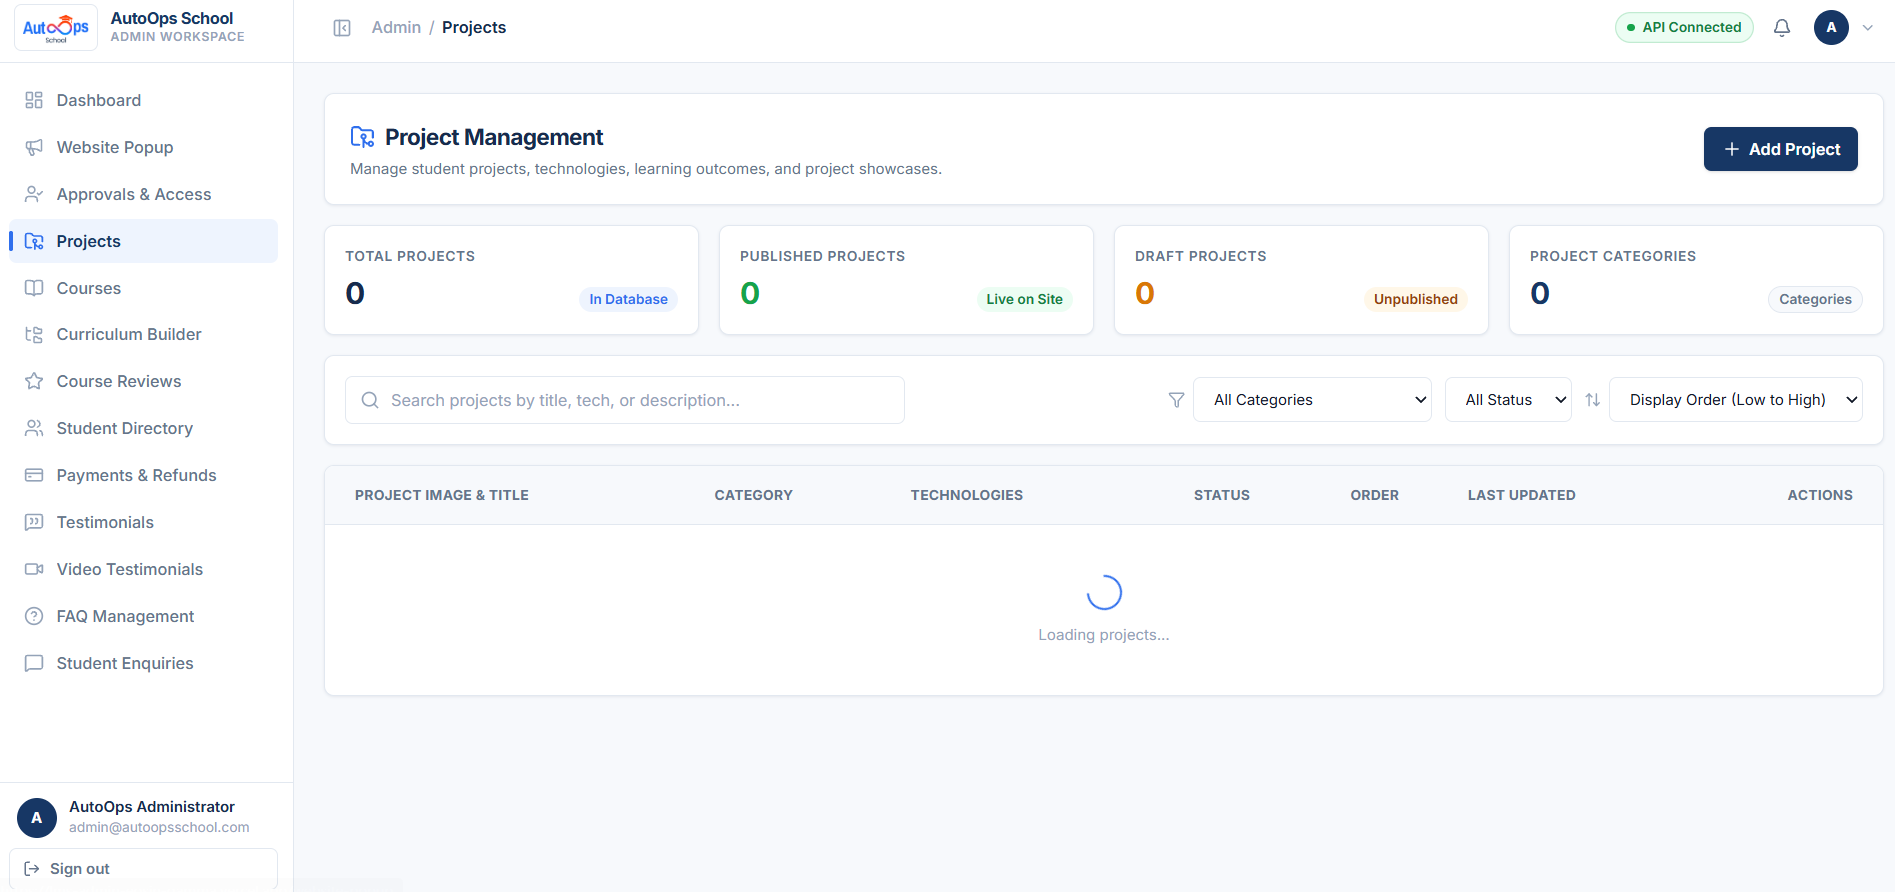 AutoOps
School
AutoOps School
ADMIN WORKSPACE
Admin / Projects
API Connected
A
Dashboard
Website Popup
Approvals & Access
Projects
Courses
Curriculum Builder
Course Reviews
Student Directory
Payments & Refunds
Testimonials
Video Testimonials
FAQ Management
Student Enquiries
A
AutoOps Administrator
admin@autoopsschool.com
Sign out
Project Management
Manage student projects, technologies, learning outcomes, and project showcases.
Add Project
TOTAL PROJECTS
0
In Database
PUBLISHED PROJECTS
0
Live on Site
DRAFT PROJECTS
0
Unpublished
PROJECT CATEGORIES
0
Categories
Search projects by title, tech, or description...
All Categories
All Status
Display Order (Low to High)
PROJECT IMAGE & TITLE CATEGORY TECHNOLOGIES STATUS ORDER LAST UPDATED ACTIONS
Loading projects...